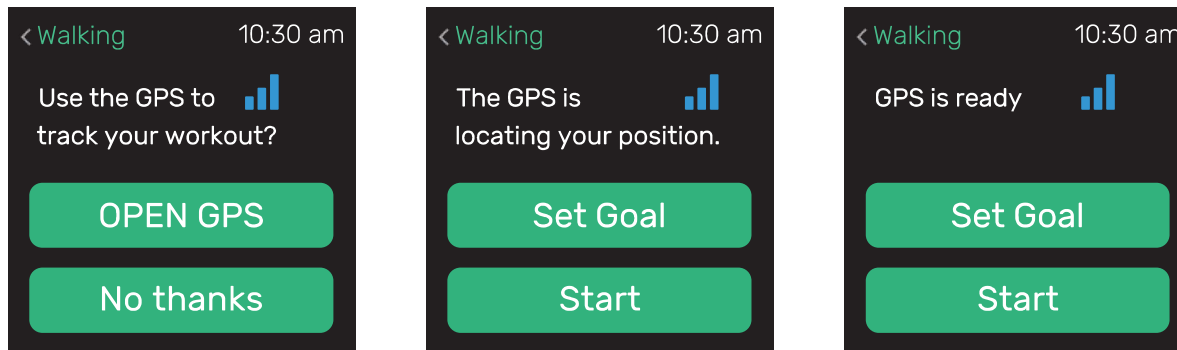 Walking 10:30 am
Use the GPS to
track your workout?
OPEN GPS
No thanks
Walking 10:30 am
The GPS is
locating your position.
Set Goal
Start
Walking 10:30 am
GPS is ready
Set Goal
Start